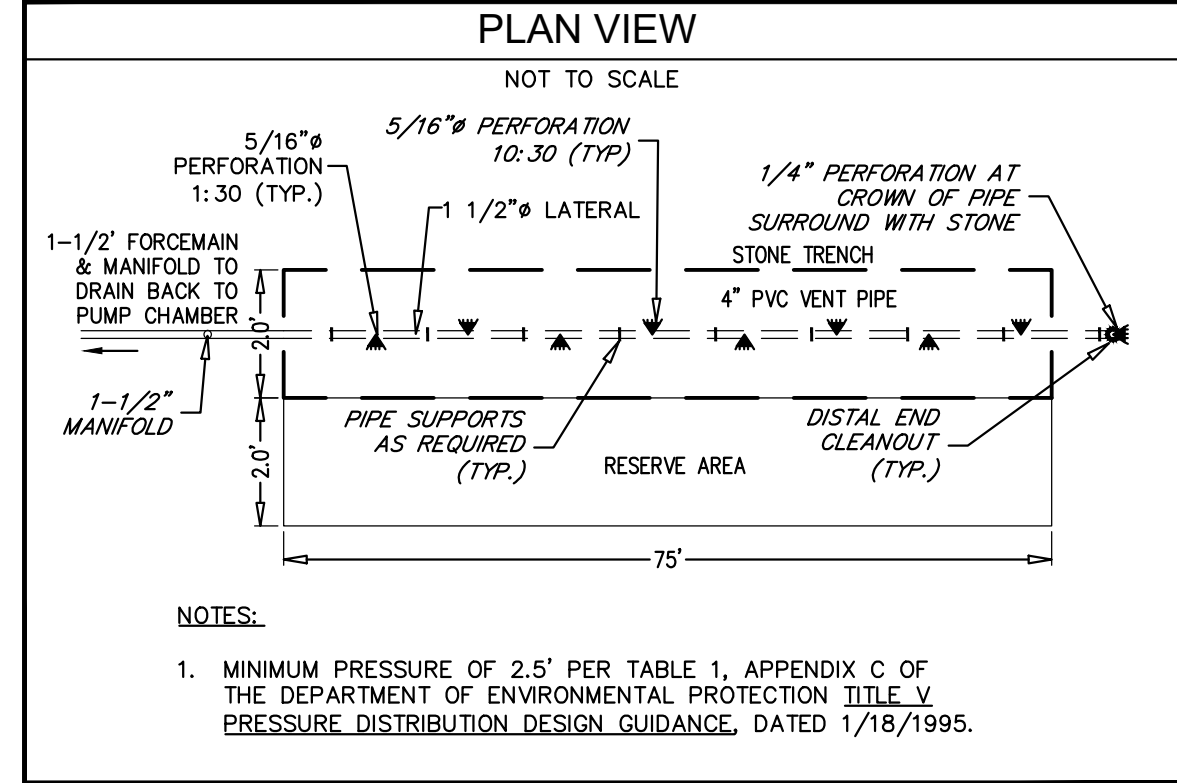 PLAN VIEW
NOT TO SCALE
5/16"ø
PERFORATION
1:30 (TYP.)
5/16"ø PERFORATION
10:30 (TYP)
1 1/2"ø LATERAL
1/4" PERFORATION AT
CROWN OF PIPE
SURROUND WITH STONE
STONE TRENCH
4" PVC VENT PIPE
1-1/2' FORCEMAIN
& MANIFOLD TO
DRAIN BACK TO
PUMP CHAMBER
2.0'
1-1/2"
MANIFOLD
2.0'
PIPE SUPPORTS
AS REQUIRED
(TYP.)
RESERVE AREA
DISTAL END
CLEANOUT
(TYP.)
75'
NOTES:
1. MINIMUM PRESSURE OF 2.5' PER TABLE 1, APPENDIX C OF
THE DEPARTMENT OF ENVIRONMENTAL PROTECTION TITLE V
PRESSURE DISTRIBUTION DESIGN GUIDANCE, DATED 1/18/1995.